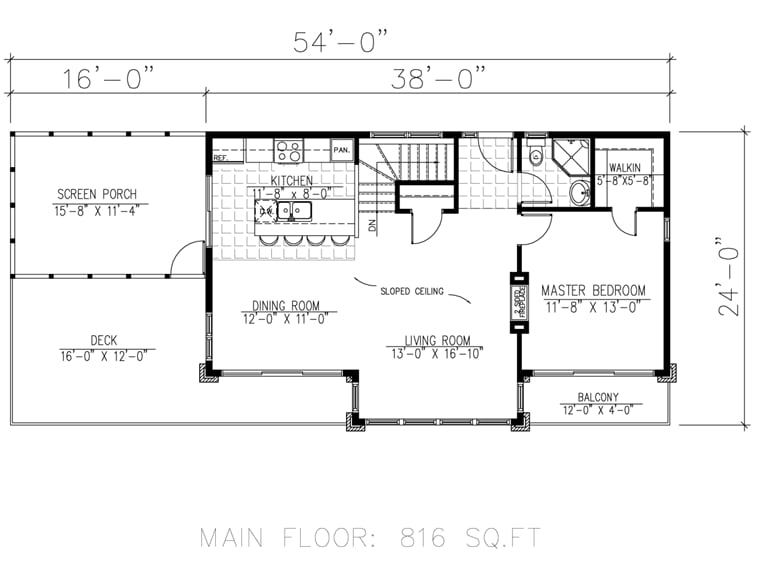 54'-0"
16'-0"
38'-0"
REF.
PAN.
KITCHEN
11'-8" X 8'-0"
WALKIN
5'-8"X5'-8"
SCREEN PORCH
15'-8" X 11'-4"
DN
SLOPED CEILING
DINING ROOM
12'-0" X 11'-0"
2 SIDED
FIREPLACE
MASTER BEDROOM
11'-8" X 13'-0"
24'-0"
DECK
16'-0" X 12'-0"
LIVING ROOM
13'-0" X 16'-10"
BALCONY
12'-0" X 4'-0"
MAIN FLOOR: 816 SQ.FT